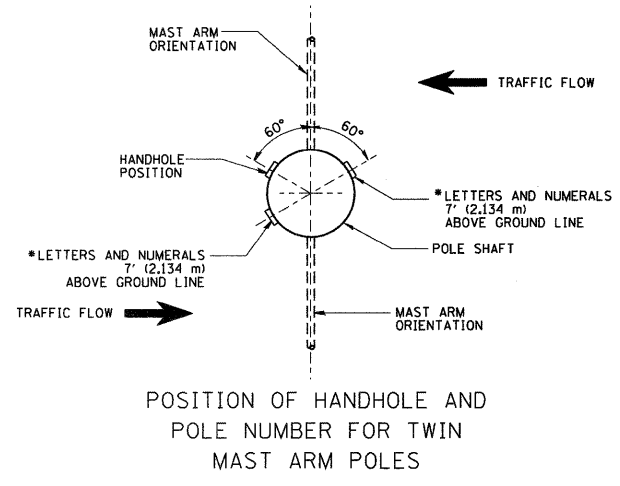 MAST ARM
ORIENTATION
TRAFFIC FLOW
60°
60°
HANDHOLE
POSITION
*LETTERS AND NUMERALS
7' (2.134 m)
ABOVE GROUND LINE
POLE SHAFT
*LETTERS AND NUMERALS
7' (2.134 m)
ABOVE GROUND LINE
TRAFFIC FLOW
MAST ARM
ORIENTATION
POSITION OF HANDHOLE AND
POLE NUMBER FOR TWIN
MAST ARM POLES